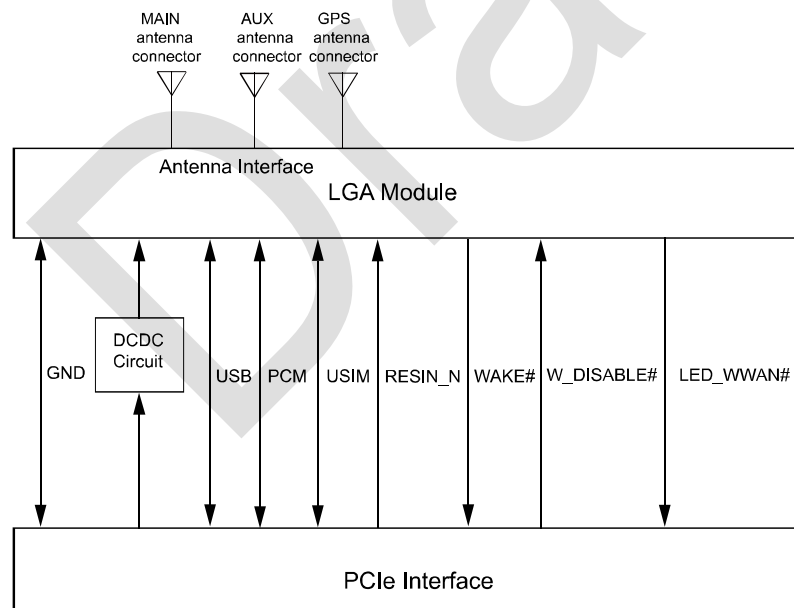 MAIN
antenna
connector
AUX
antenna
connector
GPS
antenna
connector
Antenna Interface
LGA Module
DCDC
Circuit
GND
USB
PCM
USIM
RESIN_N
WAKE#
W_DISABLE#
LED_WWAN#
PCIe Interface
Dra